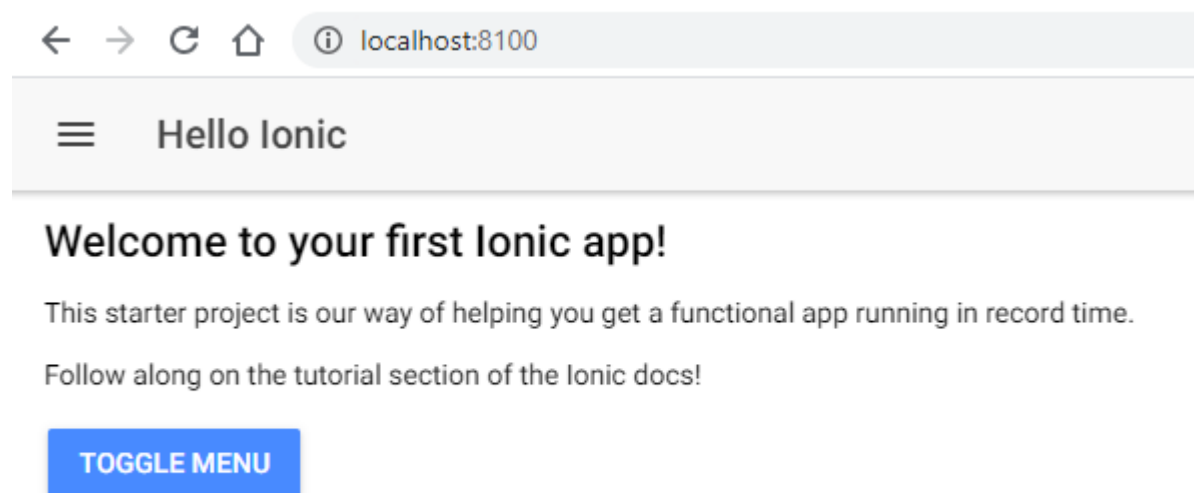 localhost:8100
Hello Ionic
Welcome to your first Ionic app!
This starter project is our way of helping you get a functional app running in record time.
Follow along on the tutorial section of the Ionic docs!
TOGGLE MENU